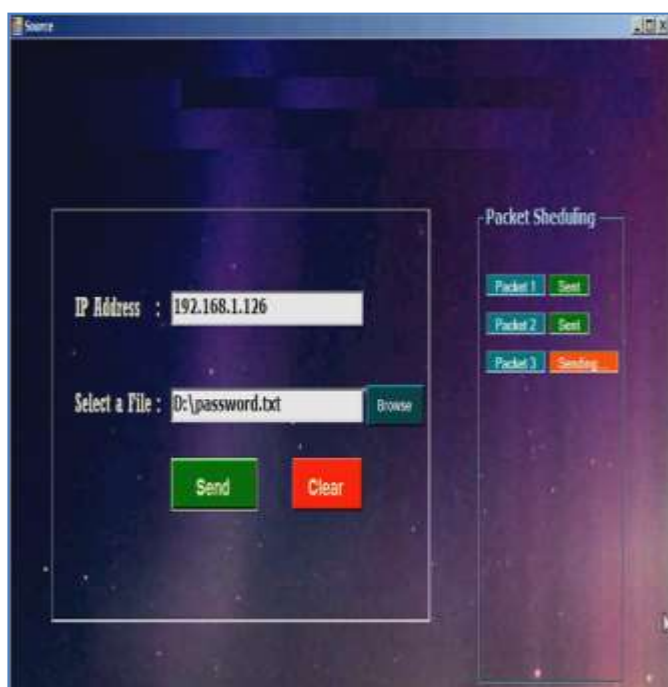 Source
Packet Sheduling
Packet 1 Sent
IP Address : 192.168.1.126
Packet 2 Sent
Packet 3 Sending...
Select a File : D:\password.txt Browse
Send Clear